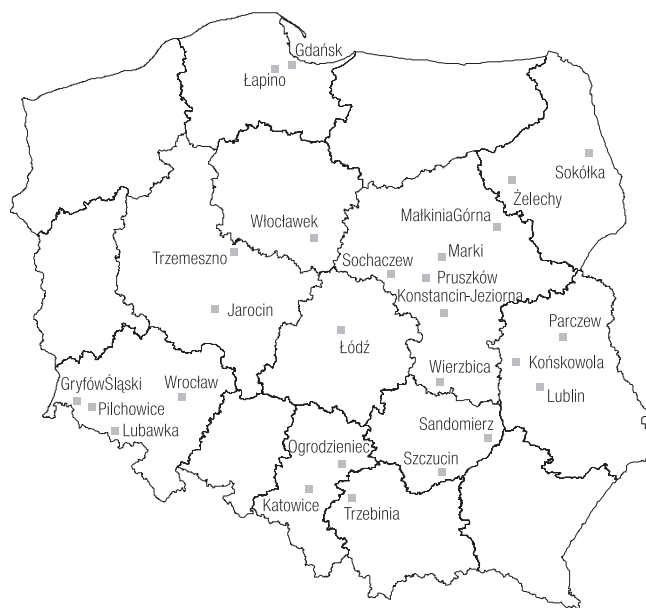 Gdańsk
Łapino
Sokółka
Żelechy
MałkiniaGórna
Włocławek
Trzemeszno
Marki
Sochaczew
Pruszków
Konstancin-Jeziorna
Jarocin
Parczew
Łódź
Końskowola
Wierzbica
Lublin
GryfówŚląski
Wrocław
Pilchowice
Lubawka
Sandomierz
Ogrodzieniec
Szczucin
Katowice
Trzebinia